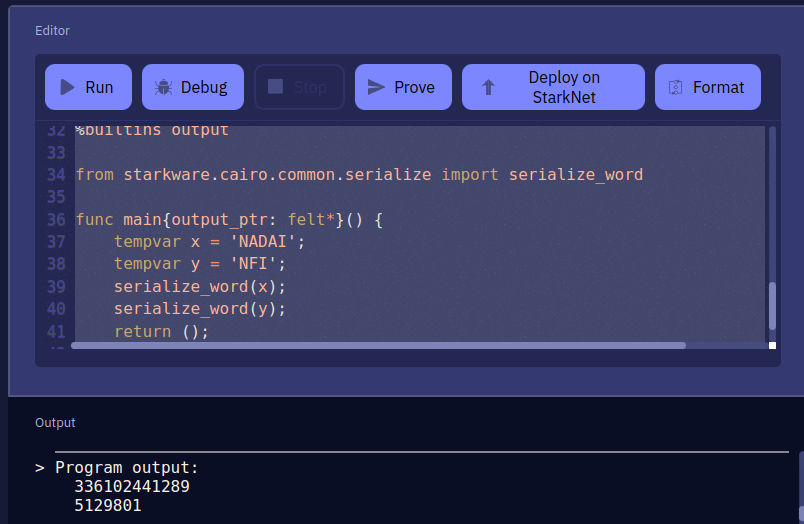 Editor
Run Debug Stop Prove Deploy on StarkNet Format
32 %builtins output
33
34 from starkware.cairo.common.serialize import serialize_word
35
36 func main{output_ptr: felt*}() {
37     tempvar x = 'NADAI';
38     tempvar y = 'NFI';
39     serialize_word(x);
40     serialize_word(y);
41     return ();
Output
> Program output:
336102441289
5129801